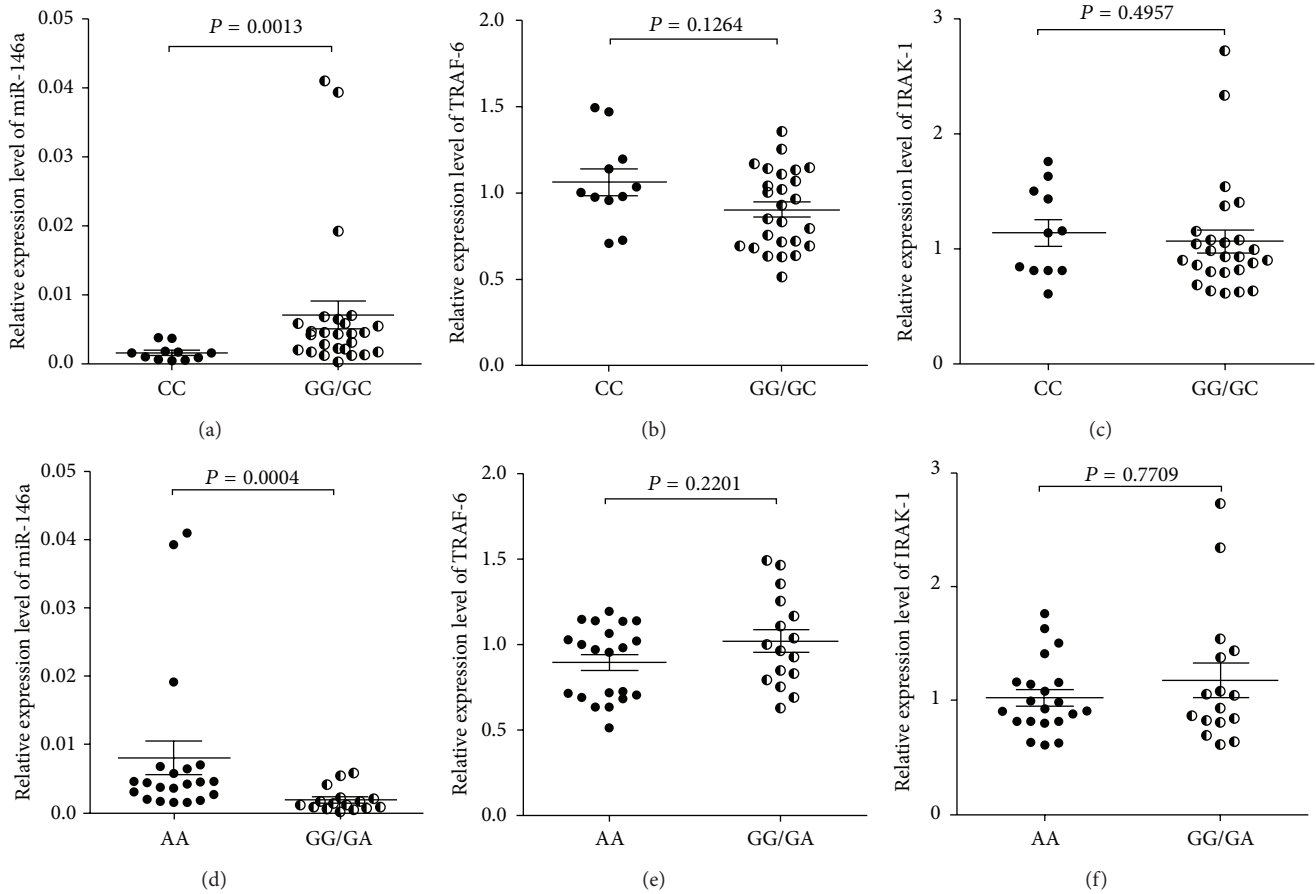 Relative expression level of miR-146a
0.05
0.04
0.03
0.02
0.01
0.0
P = 0.0013
CC
GG/GC
(a)
Relative expression level of TRAF-6
2.0
1.5
1.0
0.5
0.0
P = 0.1264
CC
GG/GC
(b)
Relative expression level of IRAK-1
3
2
1
0
P = 0.4957
CC
GG/GC
(c)
Relative expression level of miR-146a
0.05
0.04
0.03
0.02
0.01
0.0
P = 0.0004
AA
GG/GA
(d)
Relative expression level of TRAF-6
2.0
1.5
1.0
0.5
0.0
P = 0.2201
AA
GG/GA
(e)
Relative expression level of IRAK-1
3
2
1
0
P = 0.7709
AA
GG/GA
(f)